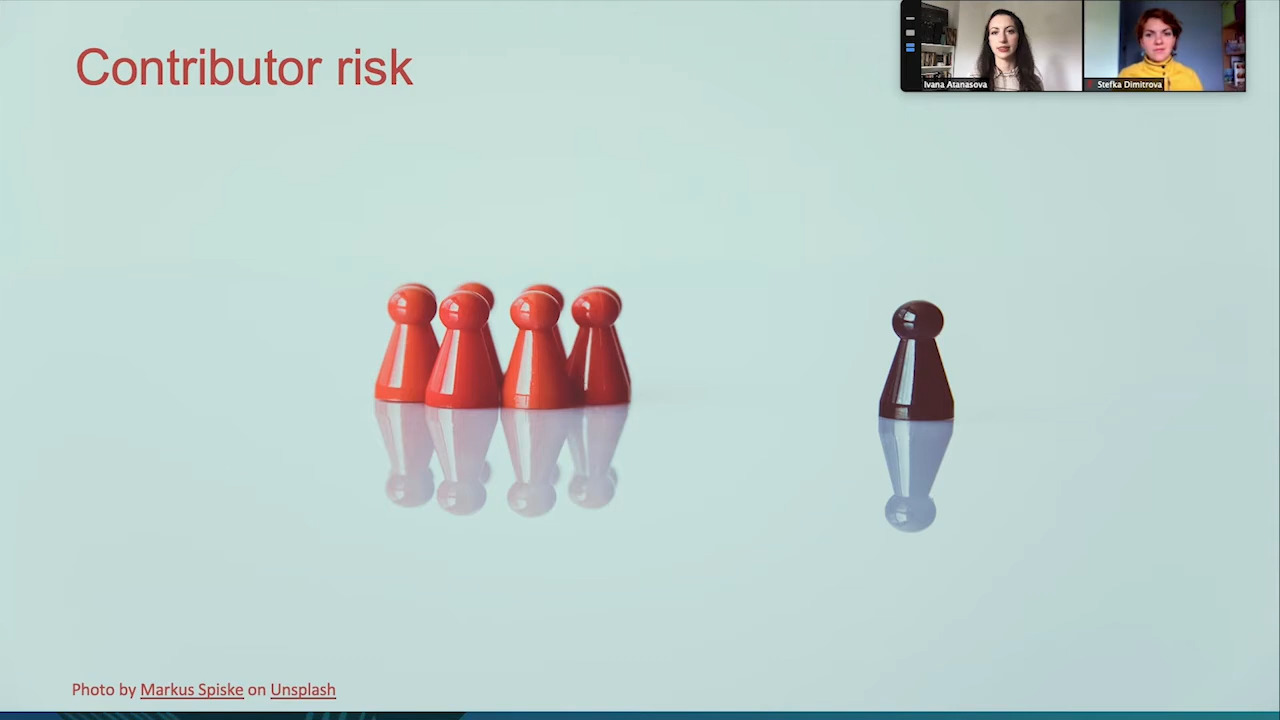 Contributor risk
Ivana Atanasova
Stefka Dimitrova
Photo by Markus Spiske on Unsplash